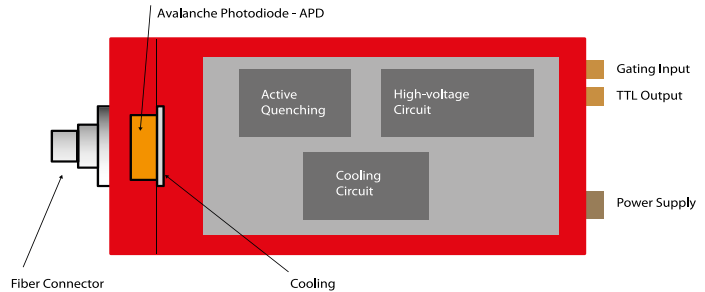 Avalanche Photodiode - APD
Active
Quenching
High-voltage
Circuit
Cooling
Circuit
Gating Input
TTL Output
Power Supply
Fiber Connector
Cooling